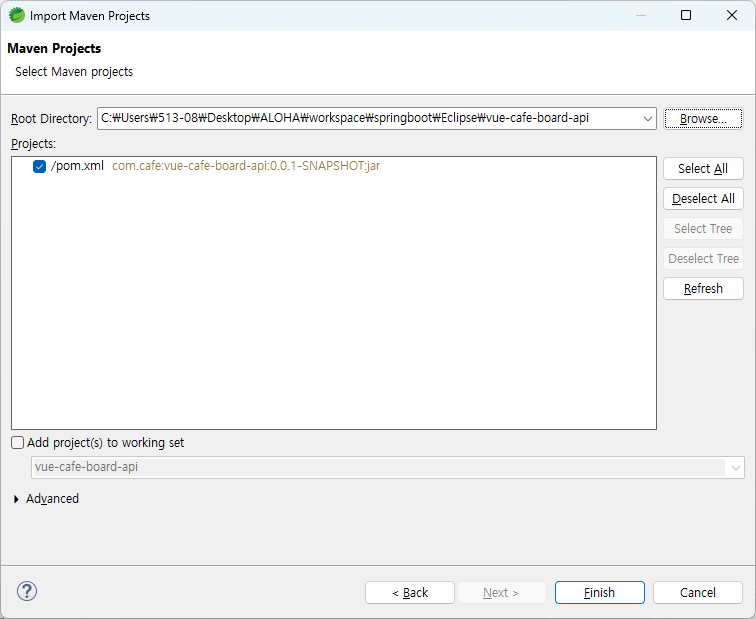 Import Maven Projects
Maven Projects
Select Maven projects
Root Directory: C:₩Users₩513-08₩Desktop₩ALOHA₩workspace₩springboot₩Eclipse₩vue-cafe-board-api Browse...
Projects:
/pom.xml com.cafe:vue-cafe-board-api:0.0.1-SNAPSHOT:jar
Select All
Deselect All
Select Tree
Deselect Tree
Refresh
Add project(s) to working set
vue-cafe-board-api
Advanced
? < Back Next > Finish Cancel